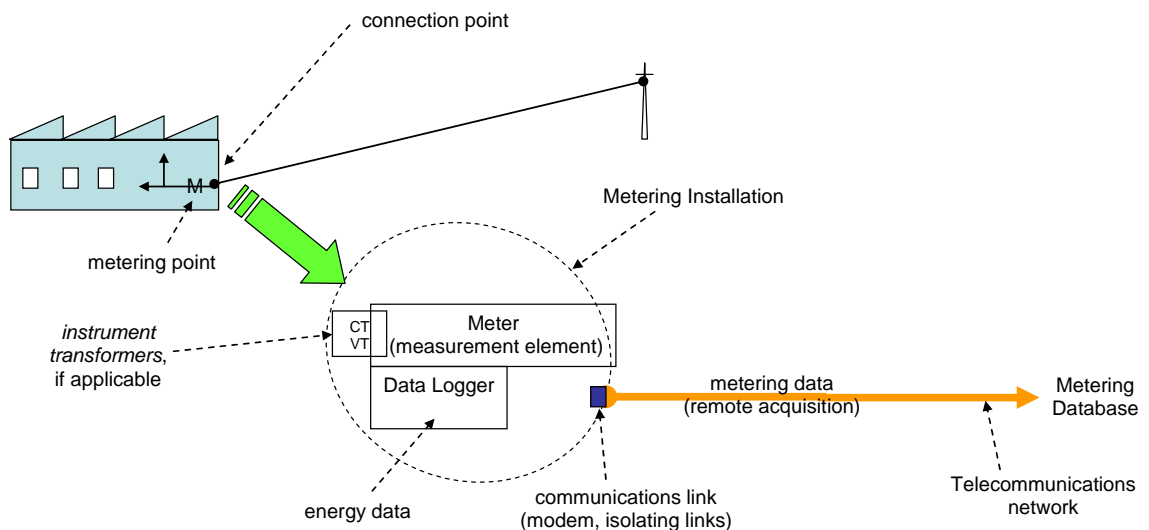 connection point
M
Metering Installation
metering point
instrument
transformers,
if applicable
CT
VT
Meter
(measurement element)
Data Logger
metering data
(remote acquisition)
Metering
Database
energy data
communications link
(modem, isolating links)
Telecommunications
network